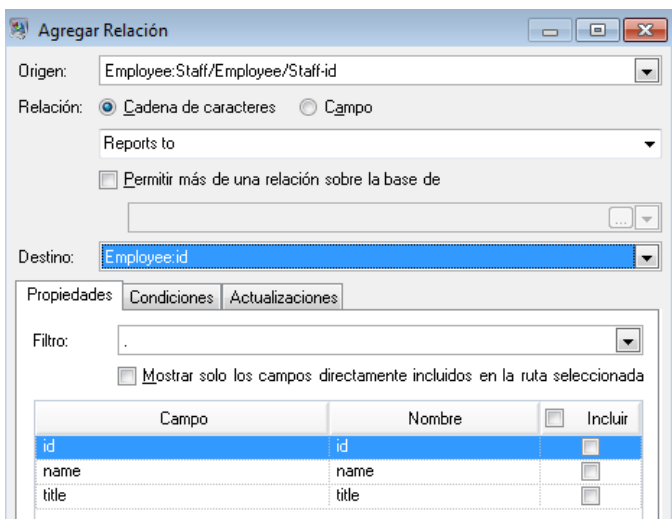 Agregar Relación
Origen: Employee:Staff/Employee/Staff-id
Relación: Cadena de caracteres Campo
Reports to
Permitir más de una relación sobre la base de
...
Destino: Employee:id
Propiedades Condiciones Actualizaciones
Filtro: .
Mostrar solo los campos directamente incluidos en la ruta seleccionada
Campo Nombre Incluir
id id
name name
title title